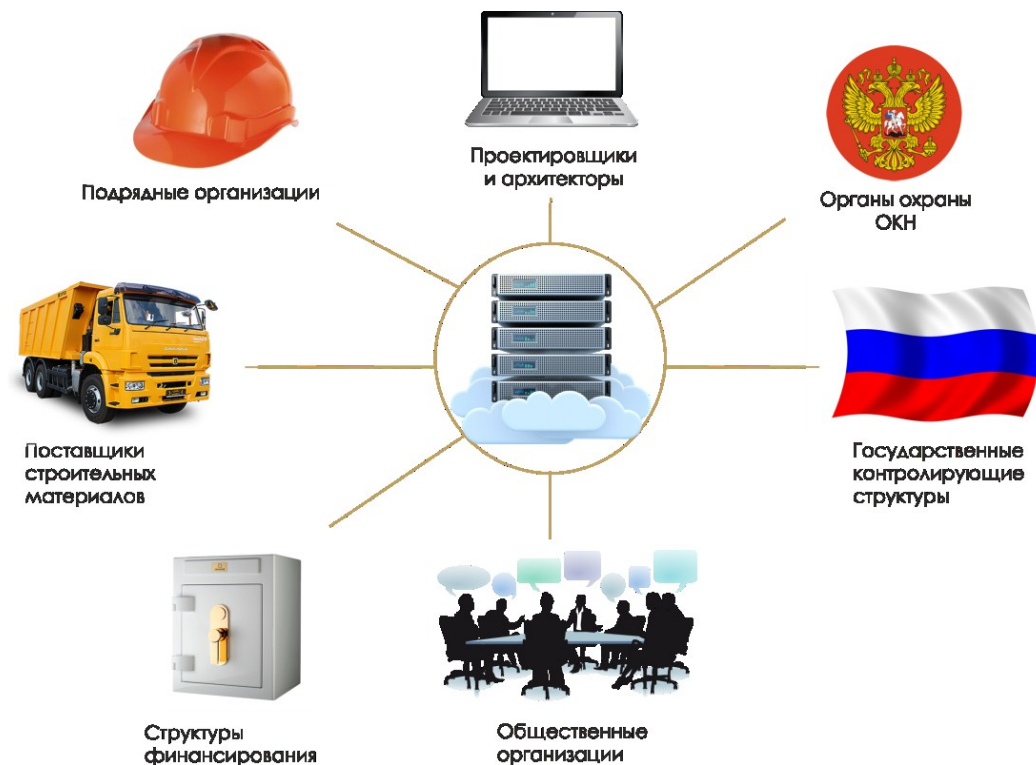 Проектировщики
и архитекторы
Подрядные организации
Органы охраны
ОКН
Поставщики
строительных
материалов
Государственные
контролирующие
структуры
Структуры
финансирования
Общественные
организации